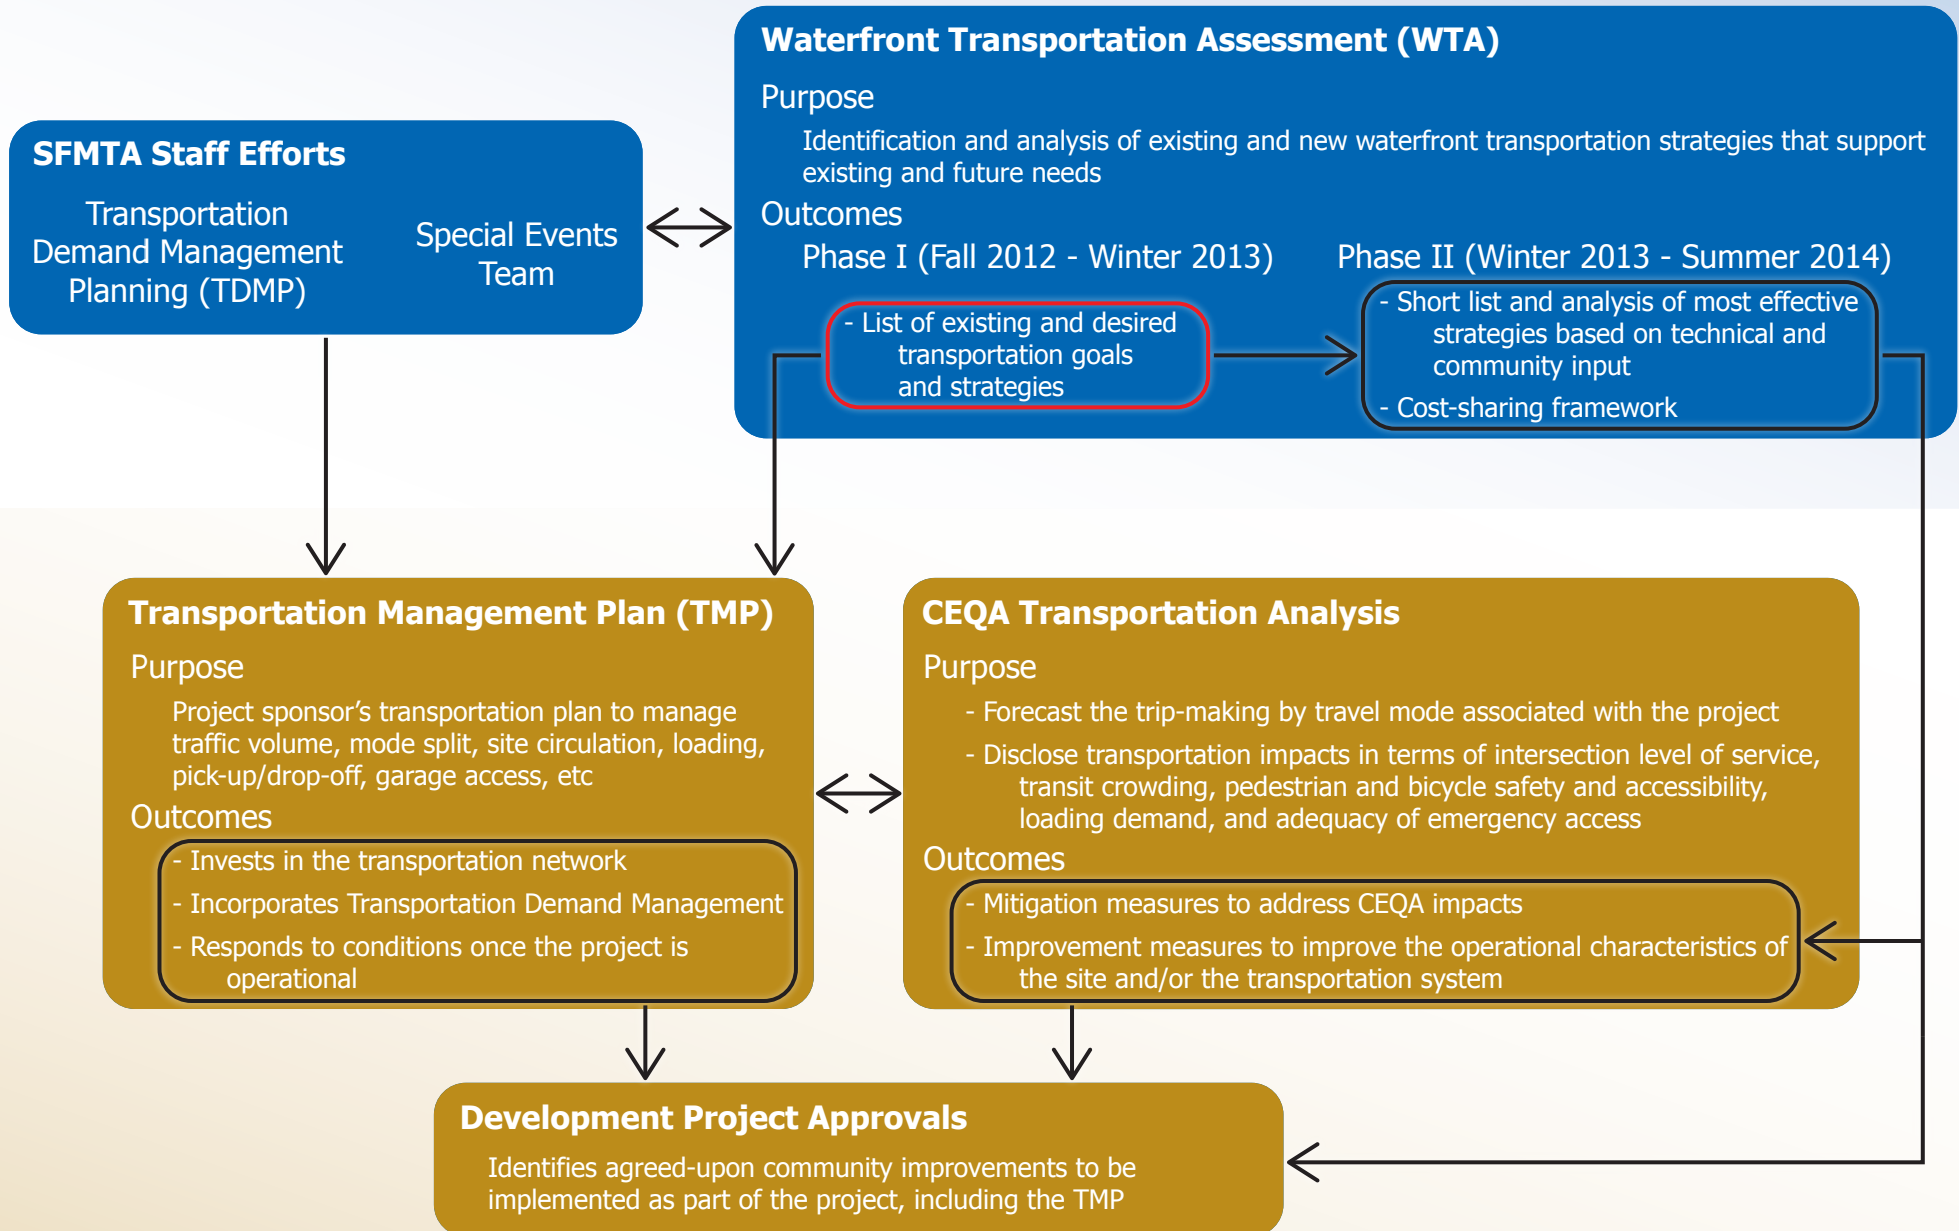 Waterfront Transportation Assessment (WTA)
Purpose
Identification and analysis of existing and new waterfront transportation strategies that support
existing and future needs
Outcomes
Phase I (Fall 2012 - Winter 2013)
- List of existing and desired
transportation goals
and strategies
Phase II (Winter 2013 - Summer 2014)
- Short list and analysis of most effective
strategies based on technical and
community input
- Cost-sharing framework
SFMTA Staff Efforts
Transportation
Demand Management
Planning (TDMP)
Special Events
Team
Transportation Management Plan (TMP)
Purpose
Project sponsor’s transportation plan to manage
traffic volume, mode split, site circulation, loading,
pick-up/drop-off, garage access, etc
Outcomes
- Invests in the transportation network
- Incorporates Transportation Demand Management
- Responds to conditions once the project is
operational
CEQA Transportation Analysis
Purpose
- Forecast the trip-making by travel mode associated with the project
- Disclose transportation impacts in terms of intersection level of service,
transit crowding, pedestrian and bicycle safety and accessibility,
loading demand, and adequacy of emergency access
Outcomes
- Mitigation measures to address CEQA impacts
- Improvement measures to improve the operational characteristics of
the site and/or the transportation system
Development Project Approvals
Identifies agreed-upon community improvements to be
implemented as part of the project, including the TMP